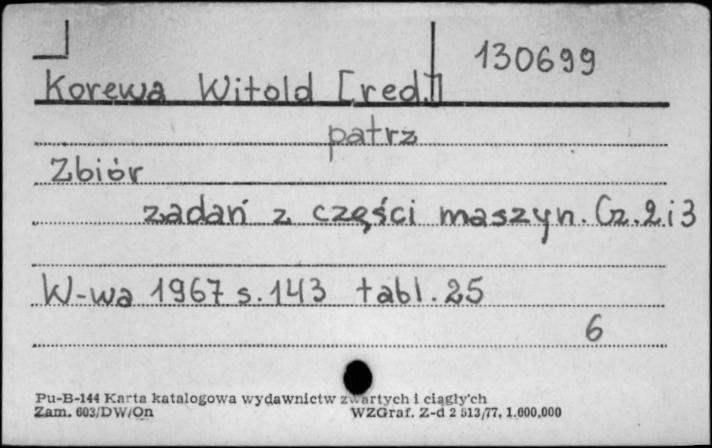 130699
Korewa Witold [red.]
patrz
Zbiór
zadań z części maszyn. Cz. 2 i 3
W-wa 1967 s. 143 tabl. 25
6
Pu-B-144 Karta katalogowa wydawnictw zwartych i ciągłych
Zam. 603/DW/On WZGraf. Z-d 2 513/77. 1.600,000